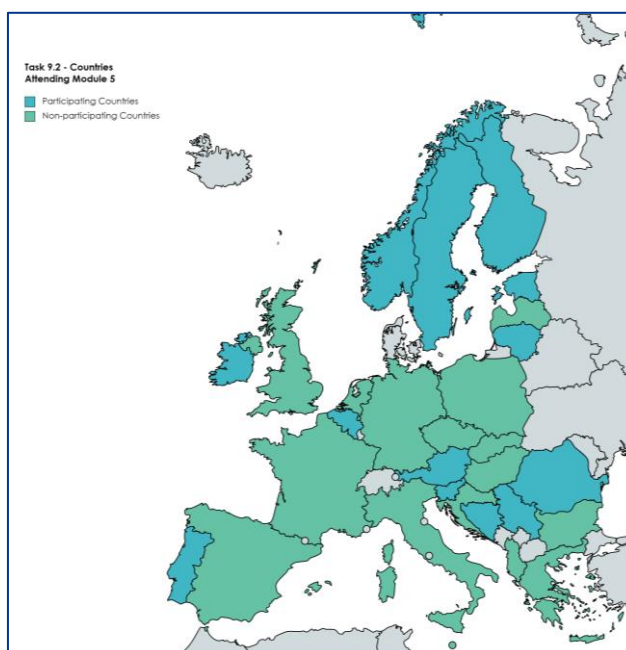 Task 9.2 - Countries
Attending Module 5
Participating Countries
Non-participating Countries